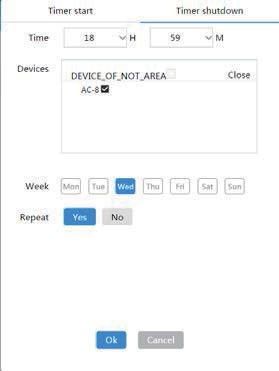 Timer start Timer shutdown
Time 18 H 59 M
Devices
DEVICE_OF_NOT_AREA Close
AC-8
Week Mon Tue Wed Thu Fri Sat Sun
Repeat Yes No
Ok Cancel